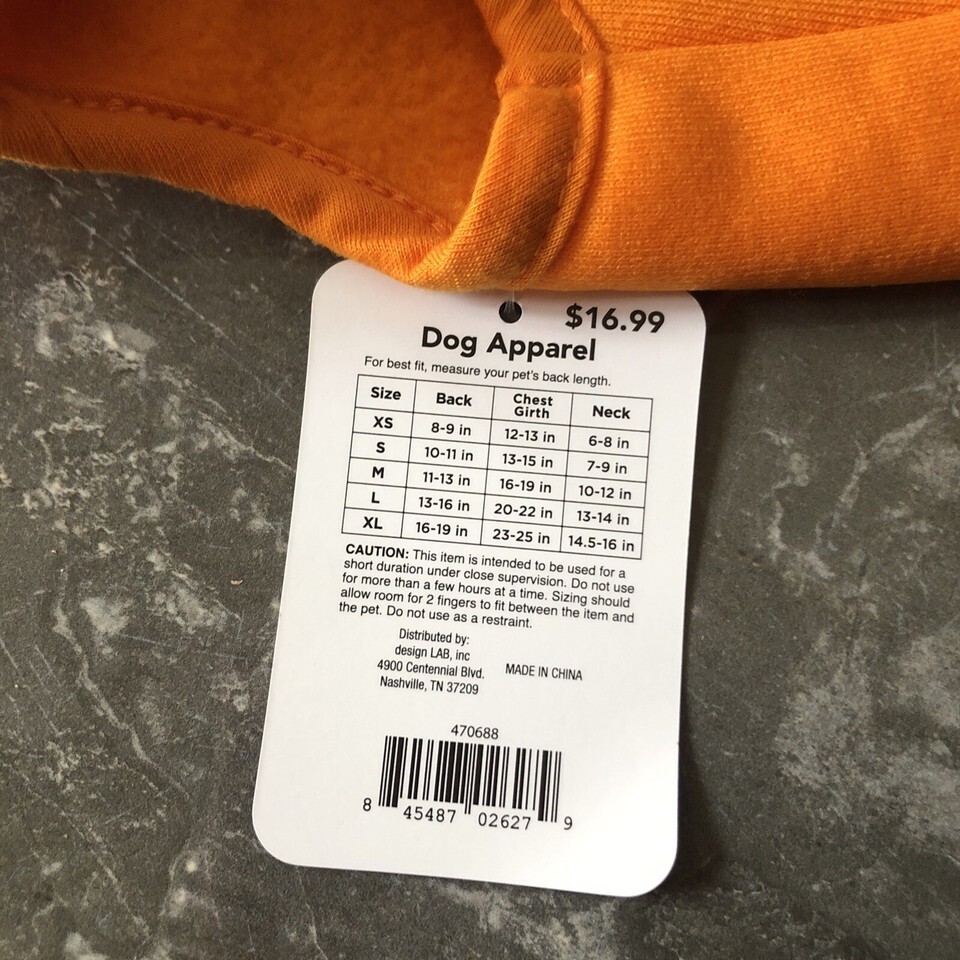 $16.99
Dog Apparel
For best fit, measure your pet's back length.
Size Back Chest Girth Neck
XS 8-9 in 12-13 in 6-8 in
S 10-11 in 13-15 in 7-9 in
M 11-13 in 16-19 in 10-12 in
L 13-16 in 20-22 in 13-14 in
XL 16-19 in 23-25 in 14.5-16 in
CAUTION: This item is intended to be used for a
short duration under close supervision. Do not use
for more than a few hours at a time. Sizing should
allow room for 2 fingers to fit between the item and
the pet. Do not use as a restraint.
Distributed by:
design LAB, inc
4900 Centennial Blvd.
Nashville, TN 37209
MADE IN CHINA
470688
8 45487 02627 9